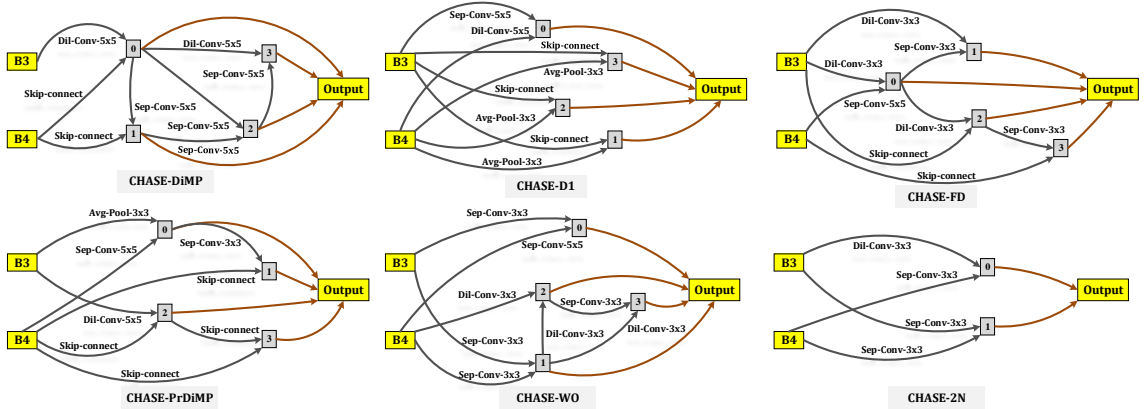 B3
Dil-Conv-5x5
0
Dil-Conv-5x5
3
Sep-Conv-5x5
Skip-connect
Output
Sep-Conv-5x5
B4
Skip-connect
1
Sep-Conv-5x5
2
Sep-Conv-5x5
CHASE-DiMP
Sep-Conv-5x5
0
Dil-Conv-5x5
B3
Skip-connect
3
Avg-Pool-3x3
Output
Skip-connect
2
Avg-Pool-3x3
B4
Skip-connect
1
Avg-Pool-3x3
CHASE-D1
Dil-Conv-3x3
Sep-Conv-3x3
1
B3
Dil-Conv-3x3
0
Output
Sep-Conv-5x5
2
B4
Dil-Conv-3x3
Sep-Conv-3x3
3
Skip-connect
Skip-connect
CHASE-FD
Avg-Pool-3x3
0
Sep-Conv-5x5
Sep-Conv-3x3
B3
1
Skip-connect
Output
2
Dil-Conv-5x5
B4
Skip-connect
3
Skip-connect
Skip-connect
CHASE-PrDiMP
Sep-Conv-3x3
0
Sep-Conv-5x5
B3
Dil-Conv-3x3
2
Sep-Conv-3x3
3
Output
B4
Dil-Conv-3x3
Dil-Conv-3x3
Sep-Conv-3x3
1
Sep-Conv-3x3
CHASE-WO
Dil-Conv-3x3
B3
0
Sep-Conv-3x3
Output
Sep-Conv-3x3
1
B4
Sep-Conv-3x3
CHASE-2N